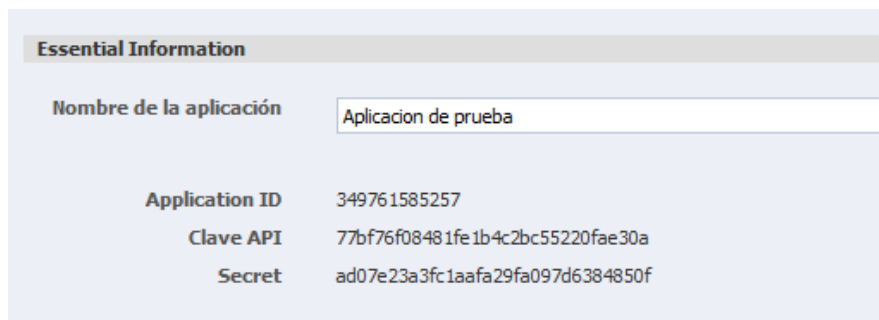 Essential Information
Nombre de la aplicación Aplicacion de prueba
Application ID 349761585257
Clave API 77bf76f08481fe1b4c2bc55220fae30a
Secret ad07e23a3fc1aafa29fa097d6384850f